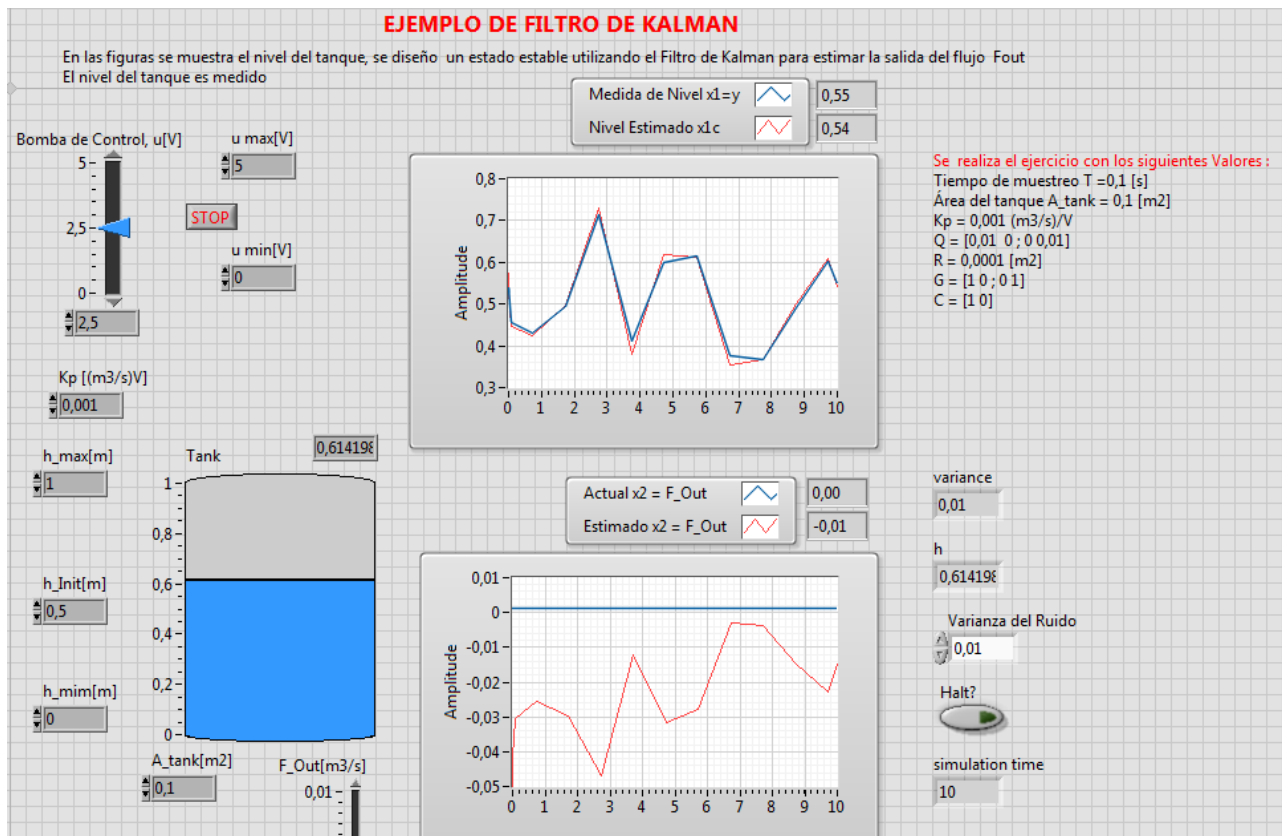 EJEMPLO DE FILTRO DE KALMAN
En las figuras se muestra el nivel del tanque, se diseño un estado estable utilizando el Filtro de Kalman para estimar la salida del flujo Fout
El nivel del tanque es medido
Medida de Nivel x1=y
0,55
Nivel Estimado x1c
0,54
Bomba de Control, u[V]
5
2,5
0
2,5
u max[V]
5
STOP
u min[V]
0
Kp [(m3/s)V]
0,001
0,8
0,7
0,6
0,5
0,4
0,3
Amplitude
0 1 2 3 4 5 6 7 8 9 10
Se realiza el ejercicio con los siguientes Valores :
Tiempo de muestreo T =0,1 [s]
Área del tanque A_tank = 0,1 [m2]
Kp = 0,001 (m3/s)/V
Q = [0,01 0 ; 0 0,01]
R = 0,0001 [m2]
G = [1 0 ; 0 1]
C = [1 0]
h_max[m]
1
h_Init[m]
0,5
h_mim[m]
0
Tank
0,614198
1
0,8
0,6
0,4
0,2
0
A_tank[m2]
0,1
F_Out[m3/s]
0,01
Actual x2 = F_Out
0,00
Estimado x2 = F_Out
-0,01
0,01
0
-0,01
-0,02
-0,03
-0,04
-0,05
Amplitude
0 1 2 3 4 5 6 7 8 9 10
variance
0,01
h
0,614198
Varianza del Ruido
0,01
Halt?
simulation time
10